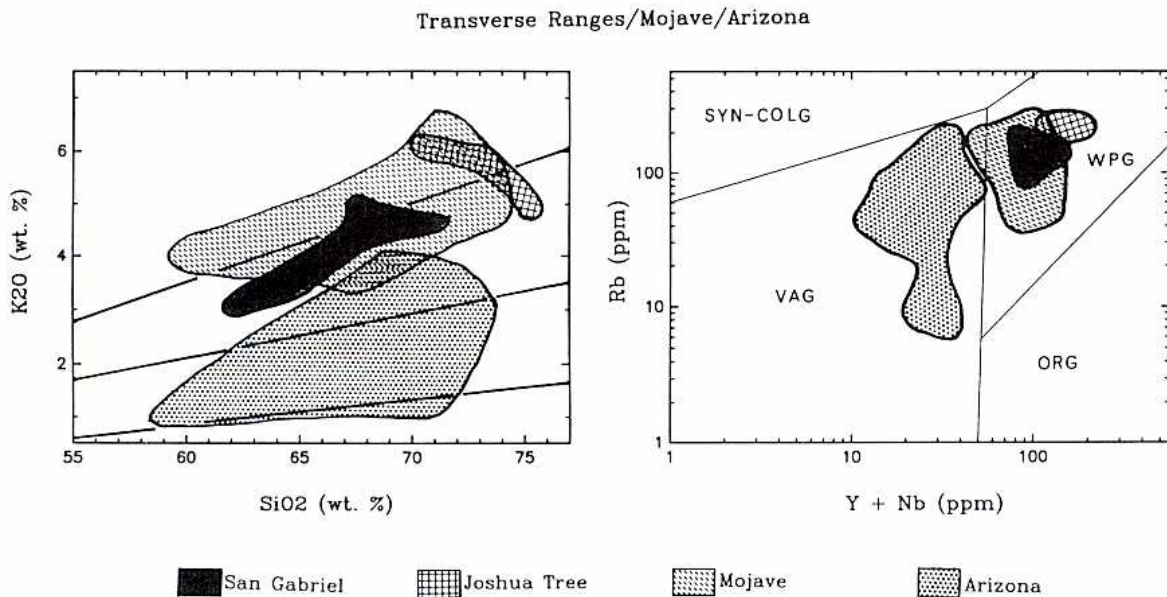 Transverse Ranges/Mojave/Arizona
K2O (wt. %)
6
4
2
55 60 65 70 75
SiO2 (wt. %)
Rb (ppm)
100
10
1
1 10 100
Y + Nb (ppm)
SYN-COLG
WPG
VAG
ORG
San Gabriel
Joshua Tree
Mojave
Arizona